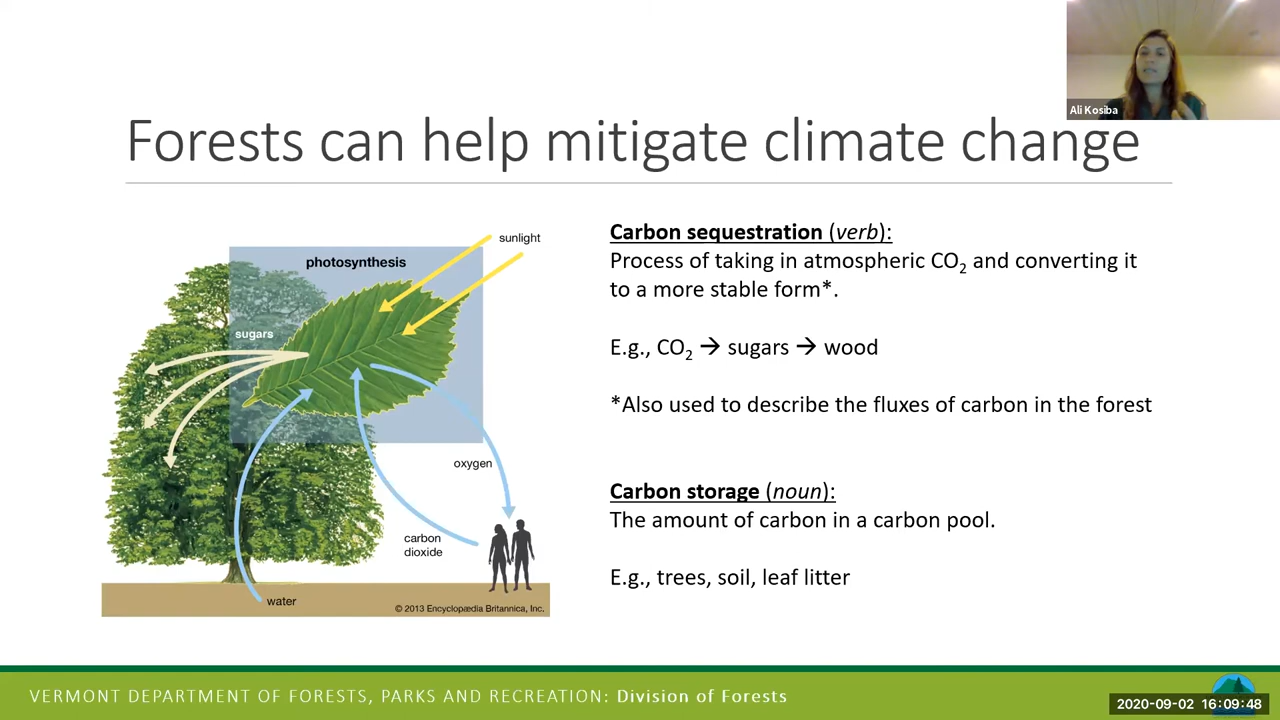 Ali Kosiba
Forests can help mitigate climate change
photosynthesis
sunlight
sugars
oxygen
carbon
dioxide
water
© 2013 Encyclopædia Britannica, Inc.
Carbon sequestration (verb):
Process of taking in atmospheric CO₂ and converting it
to a more stable form*.
E.g., CO₂ → sugars → wood
*Also used to describe the fluxes of carbon in the forest
Carbon storage (noun):
The amount of carbon in a carbon pool.
E.g., trees, soil, leaf litter
VERMONT DEPARTMENT OF FORESTS, PARKS AND RECREATION: Division of Forests
2020-09-02 16:09:48